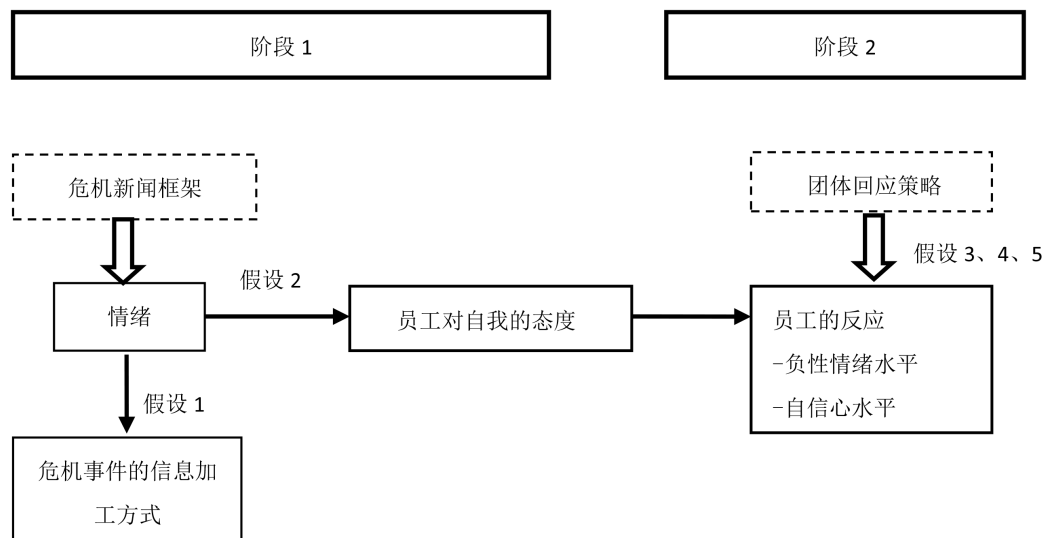 阶段 1
阶段 2
危机新闻框架
团体回应策略
假设 3、4、5
假设 2
情绪
员工对自我的态度
员工的反应
-负性情绪水平
-自信心水平
假设 1
危机事件的信息加
工方式